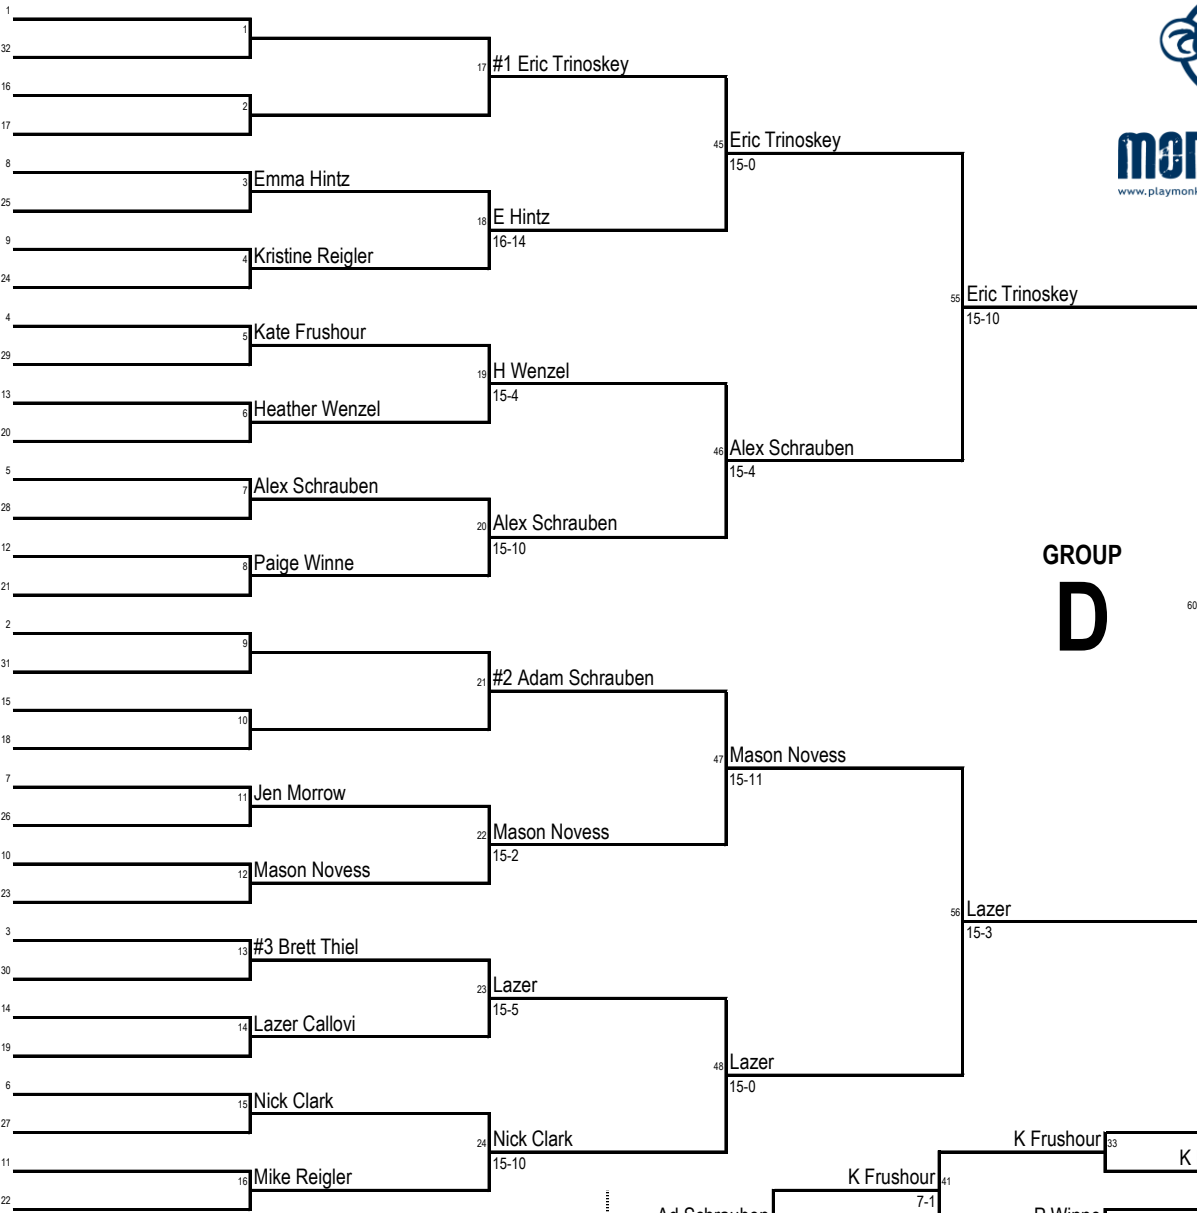 1
1
32
17 #1 Eric Trinoskey
16
2
17
45 Eric Trinoskey
15-0
8
3 Emma Hintz
25
18 E Hintz
16-14
9
4 Kristine Reigler
24
www.playmonk
55 Eric Trinoskey
15-10
4
5 Kate Frushour
29
19 H Wenzel
15-4
13
6 Heather Wenzel
20
46 Alex Schrauben
15-4
5
7 Alex Schrauben
28
20 Alex Schrauben
15-10
12
8 Paige Winne
21
GROUP
D
60
2
9
31
21 #2 Adam Schrauben
15
10
18
47 Mason Novess
15-11
7
11 Jen Morrow
26
22 Mason Novess
15-2
10
12 Mason Novess
23
56 Lazer
15-3
3
13 #3 Brett Thiel
30
23 Lazer
15-5
14
14 Lazer Callovi
19
48 Lazer
15-0
6
15 Nick Clark
27
24 Nick Clark
15-10
11
16 Mike Reigler
22
K Frushour 33
K
K Frushour 41
7-1
Ad Schrauben
P Winne